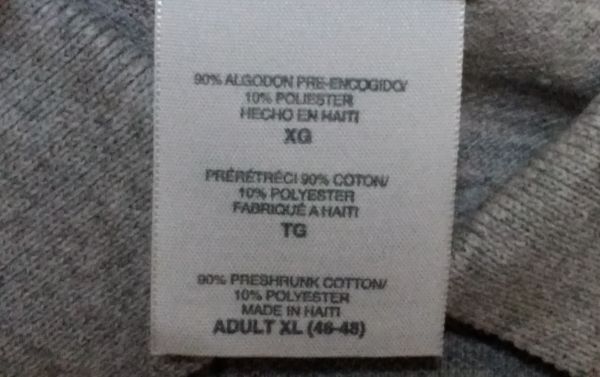 90% ALGODON PRE-ENCOGIDO/
10% POLIESTER
HECHO EN HAITI
XG
PRÉRÉTRÉCI 90% COTON/
10% POLYESTER
FABRIQUÉ A HAITI
TG
90% PRESHRUNK COTTON/
10% POLYESTER
MADE IN HAITI
ADULT XL (46-48)